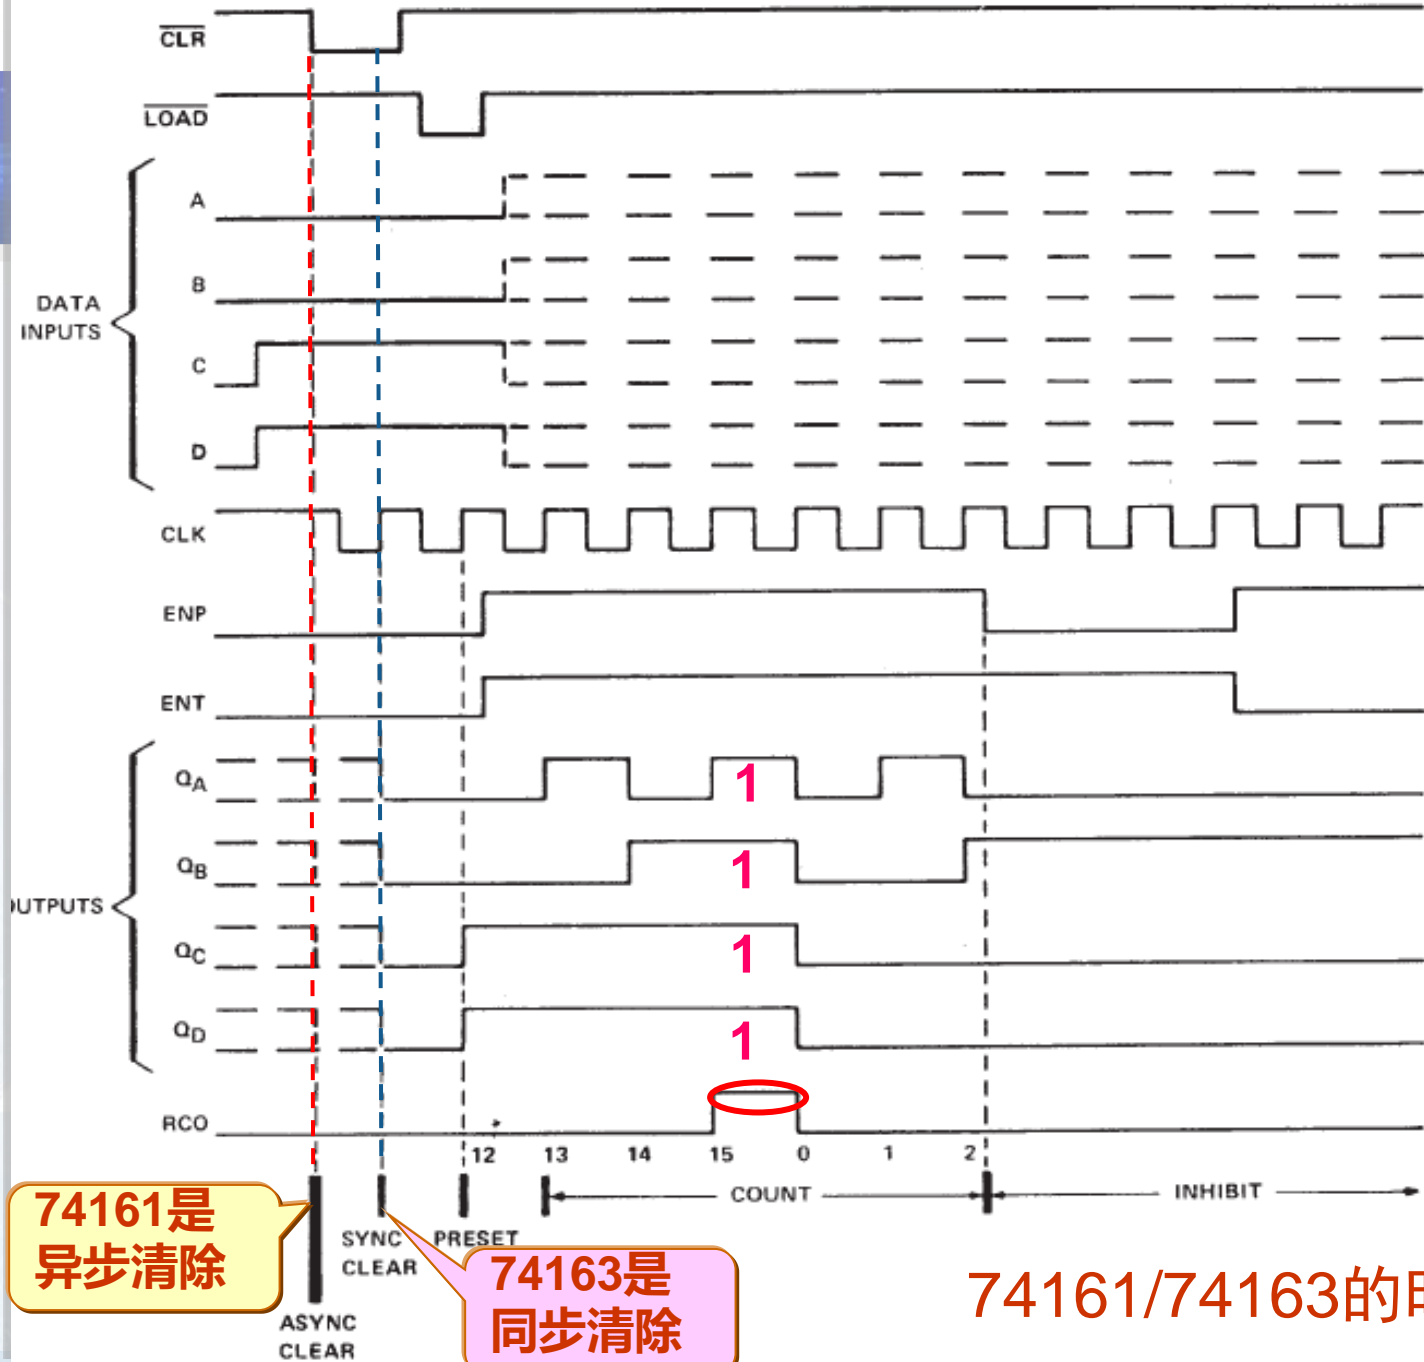 CLR
LOAD
A
B
DATA
INPUTS
C
D
CLK
ENP
ENT
QA
1
QB
1
OUTPUTS
QC
1
QD
1
RCO
12 13 14 15 0 1 2
COUNT
INHIBIT
SYNC
CLEAR
PRESET
ASYNC
CLEAR
74161是
异步清除
74163是
同步清除
74161/74163的时